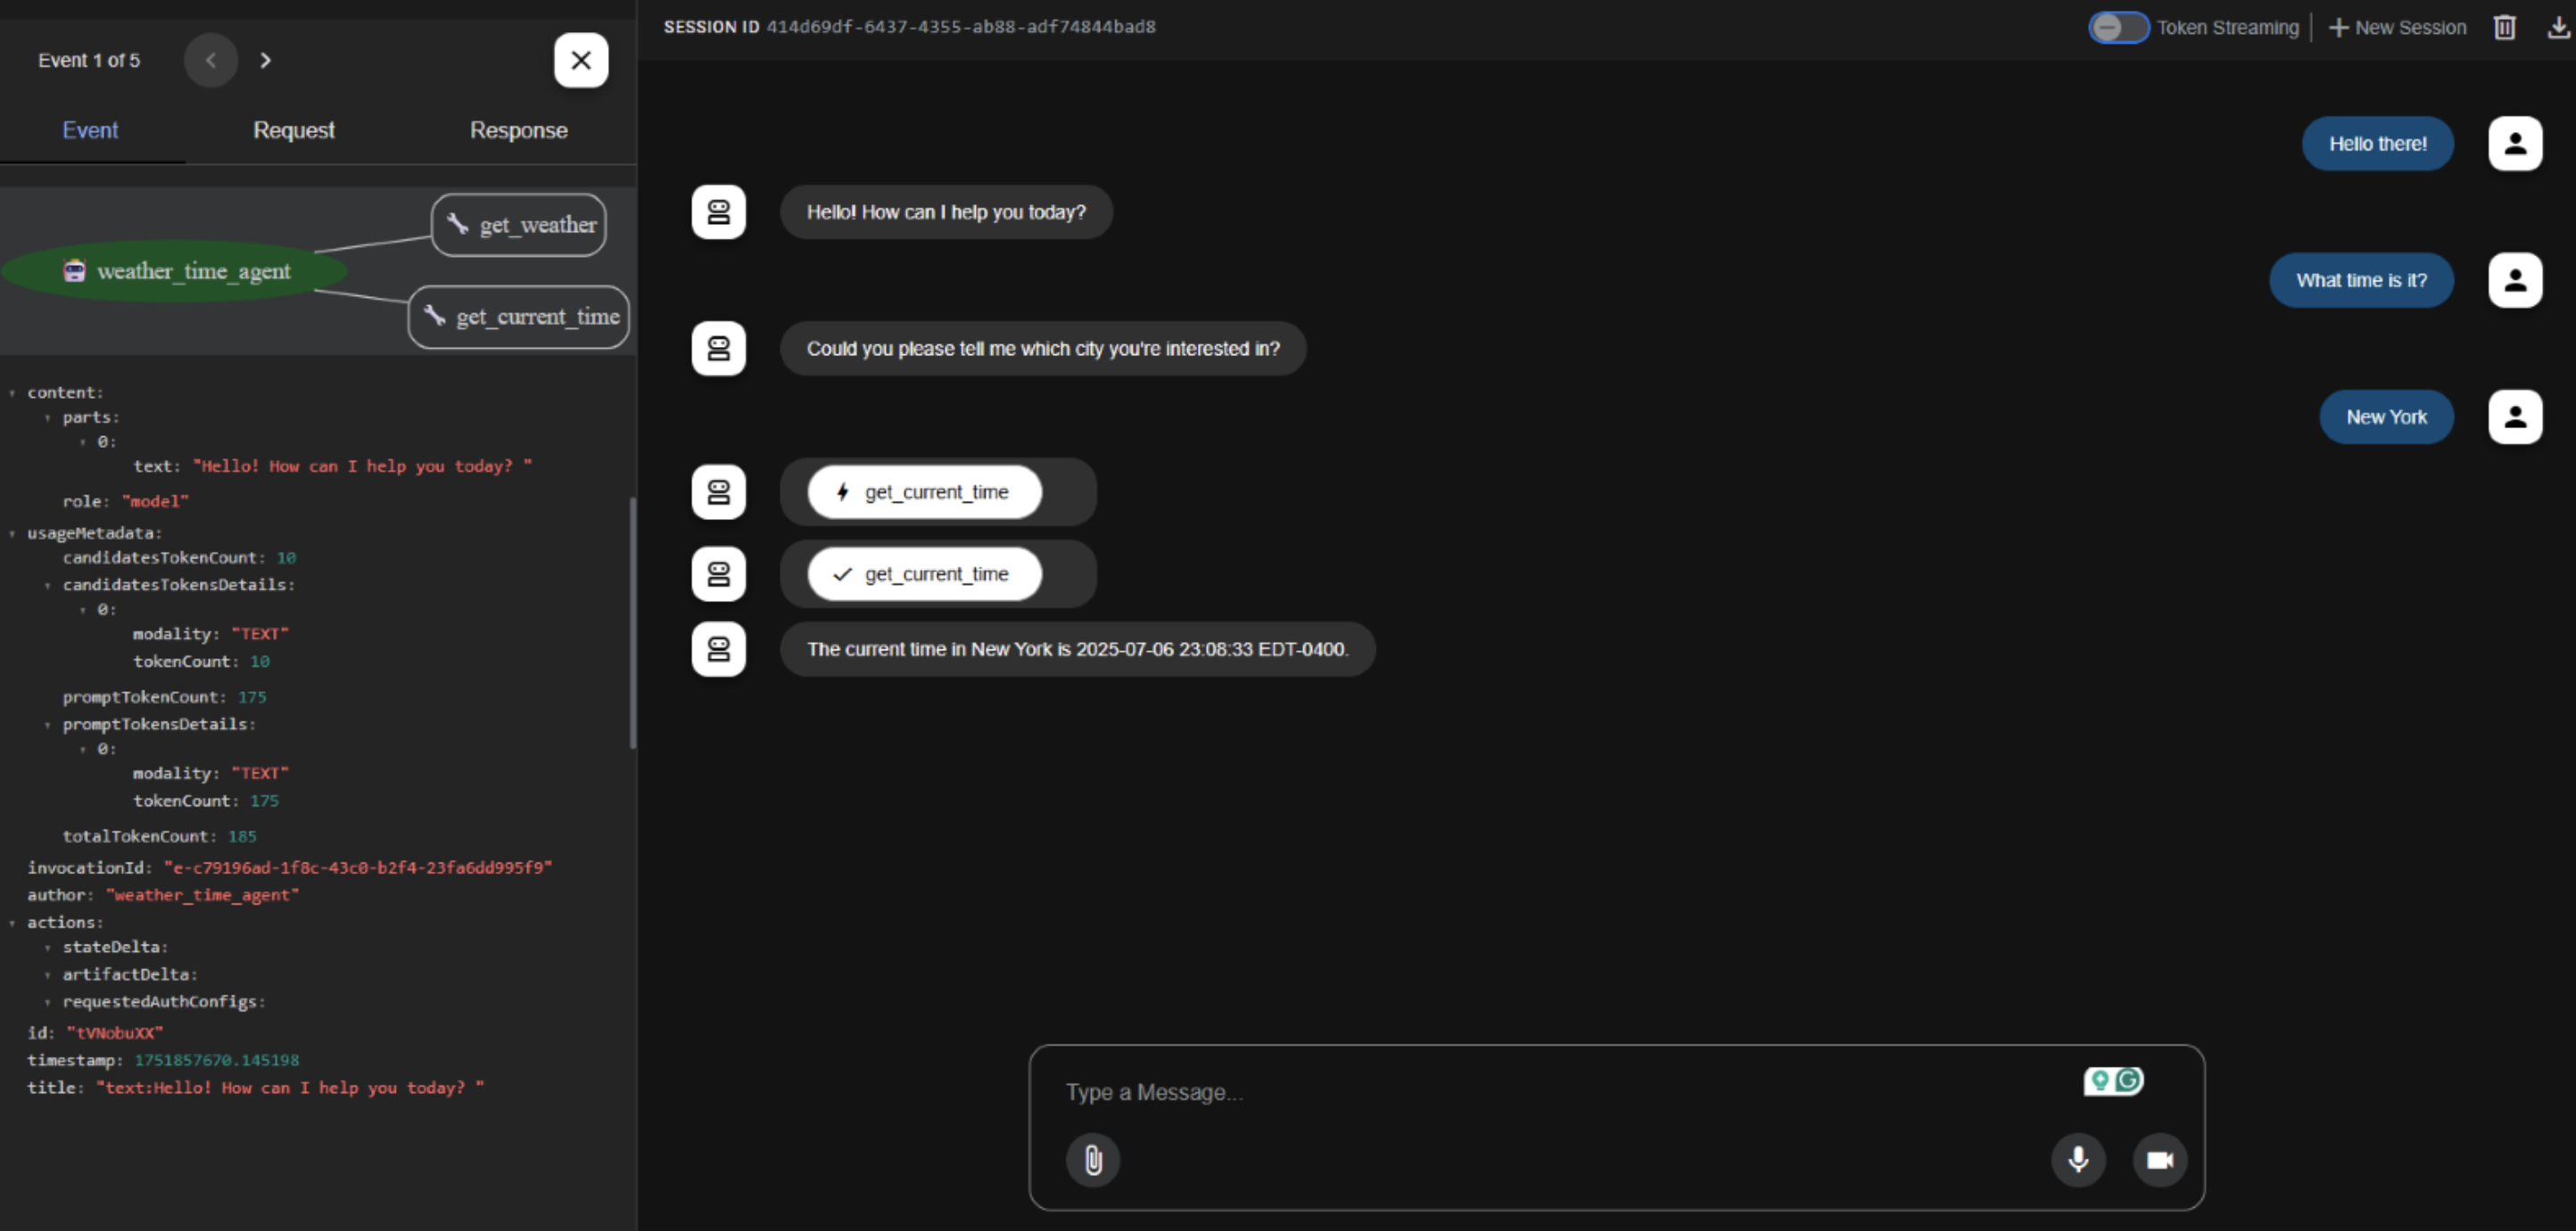 Event 1 of 5
Event Request Response
get_weather
weather_time_agent
get_current_time
content:
parts:
0:
text: "Hello! How can I help you today? "
role: "model"
usageMetadata:
candidatesTokenCount: 10
candidatesTokensDetails:
0:
modality: "TEXT"
tokenCount: 10
promptTokenCount: 175
promptTokensDetails:
0:
modality: "TEXT"
tokenCount: 175
totalTokenCount: 185
invocationId: "e-c79196ad-1f8c-43c0-b2f4-23fa6dd995f9"
author: "weather_time_agent"
actions:
stateDelta:
artifactDelta:
requestedAuthConfigs:
id: "tVNobuXX"
timestamp: 1751857670.145198
title: "text:Hello! How can I help you today? "
SESSION ID 414d69df-6437-4355-ab88-adf74844bad8
Token Streaming
New Session
Hello there!
Hello! How can I help you today?
What time is it?
Could you please tell me which city you're interested in?
New York
get_current_time
get_current_time
The current time in New York is 2025-07-06 23:08:33 EDT-0400.
Type a Message...